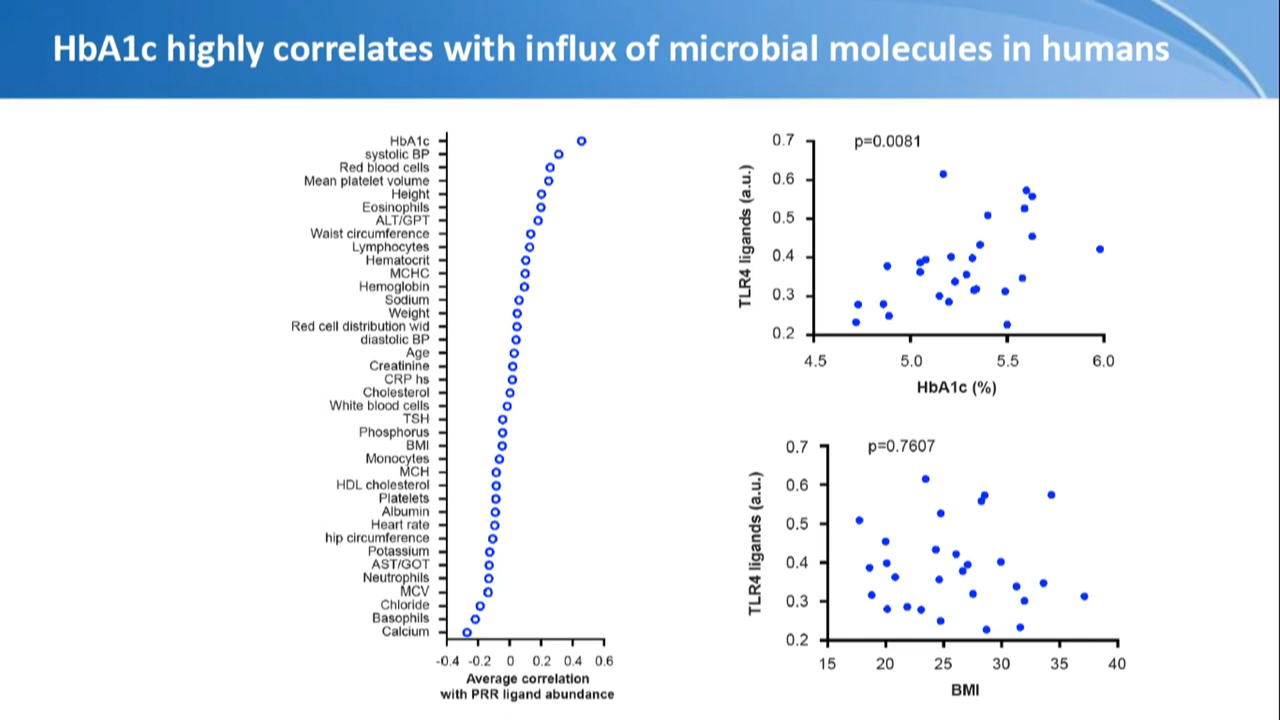 HbA1c highly correlates with influx of microbial molecules in humans
HbA1c
systolic BP
Red blood cells
Mean platelet volume
Height
Eosinophils
ALT/GPT
Waist circumference
Lymphocytes
Hematocrit
MCHC
Hemoglobin
Sodium
Weight
Red cell distribution wid
diastolic BP
Age
Creatinine
CRP hs
Cholesterol
White blood cells
TSH
Phosphorus
BMI
Monocytes
MCH
HDL cholesterol
Platelets
Albumin
Heart rate
hip circumference
Potassium
AST/GOT
Neutrophils
MCV
Chloride
Basophils
Calcium
-0.4 -0.2 0 0.2 0.4 0.6
Average correlation
with PRR ligand abundance
p=0.0081
TLR4 ligands (a.u.)
0.7
0.6
0.5
0.4
0.3
0.2
4.5 5.0 5.5 6.0
HbA1c (%)
p=0.7607
TLR4 ligands (a.u.)
0.7
0.6
0.5
0.4
0.3
0.2
15 20 25 30 35 40
BMI